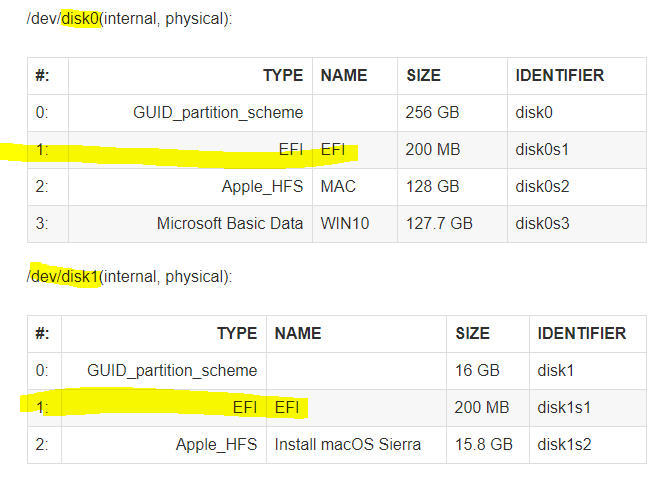 /dev/disk0(internal, physical):
#: TYPE NAME SIZE IDENTIFIER
0: GUID_partition_scheme 256 GB disk0
1: EFI EFI 200 MB disk0s1
2: Apple_HFS MAC 128 GB disk0s2
3: Microsoft Basic Data WIN10 127.7 GB disk0s3
/dev/disk1(internal, physical):
#: TYPE NAME SIZE IDENTIFIER
0: GUID_partition_scheme 16 GB disk1
1: EFI EFI 200 MB disk1s1
2: Apple_HFS Install macOS Sierra 15.8 GB disk1s2